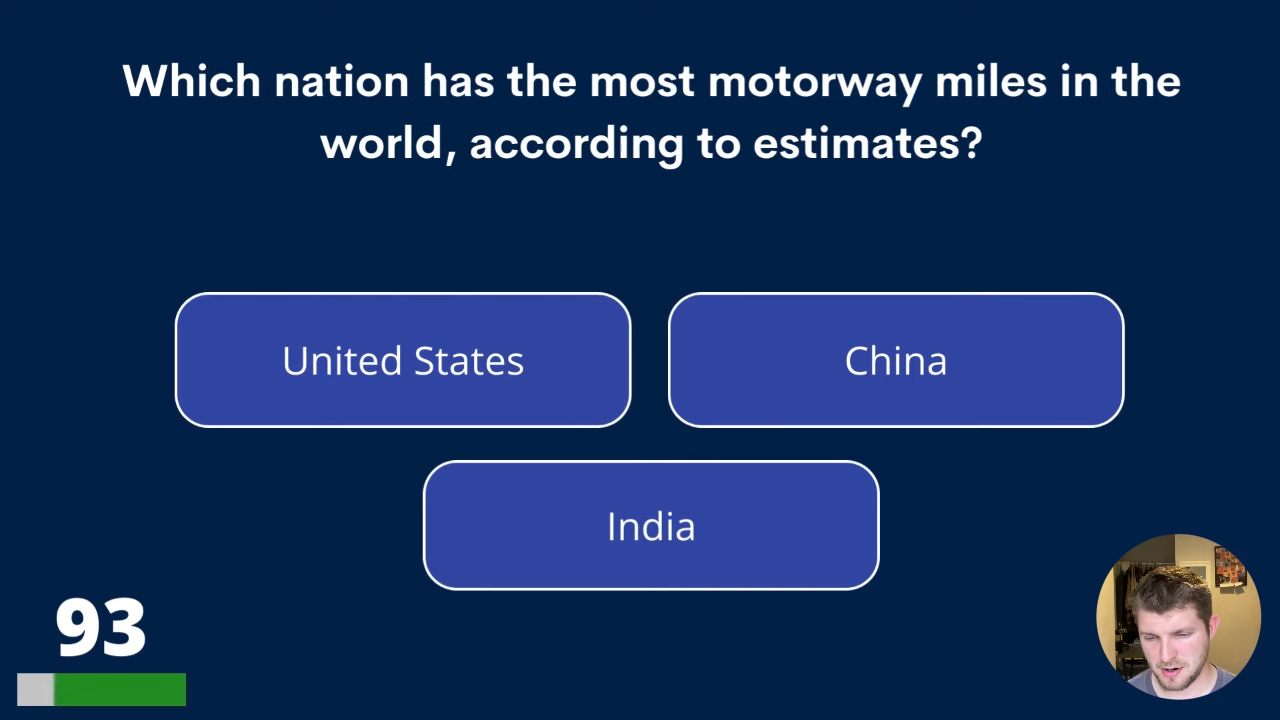 Which nation has the most motorway miles in the
world, according to estimates?
United States
China
India
93